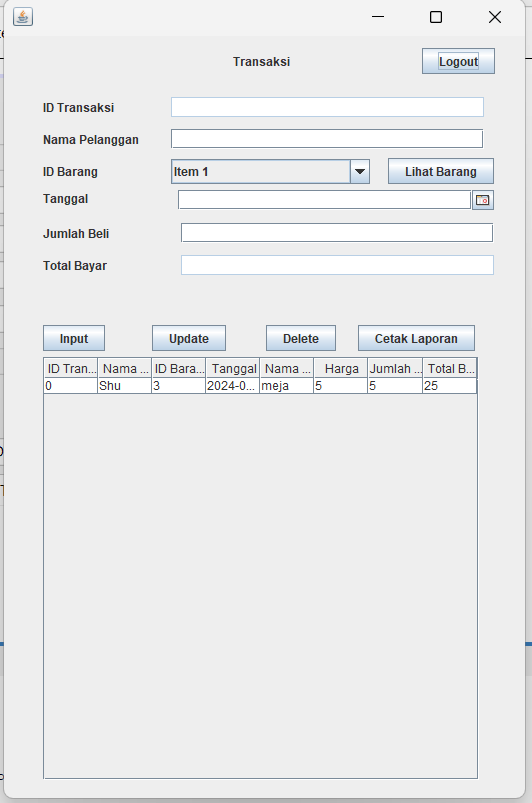 Transaksi
Logout
ID Transaksi
Nama Pelanggan
ID Barang Item 1 Lihat Barang
Tanggal
Jumlah Beli
Total Bayar
Input Update Delete Cetak Laporan
ID Tran... Nama ... ID Bara... Tanggal Nama ... Harga Jumlah ... Total B...
0 Shu 3 2024-0... meja 5 5 25